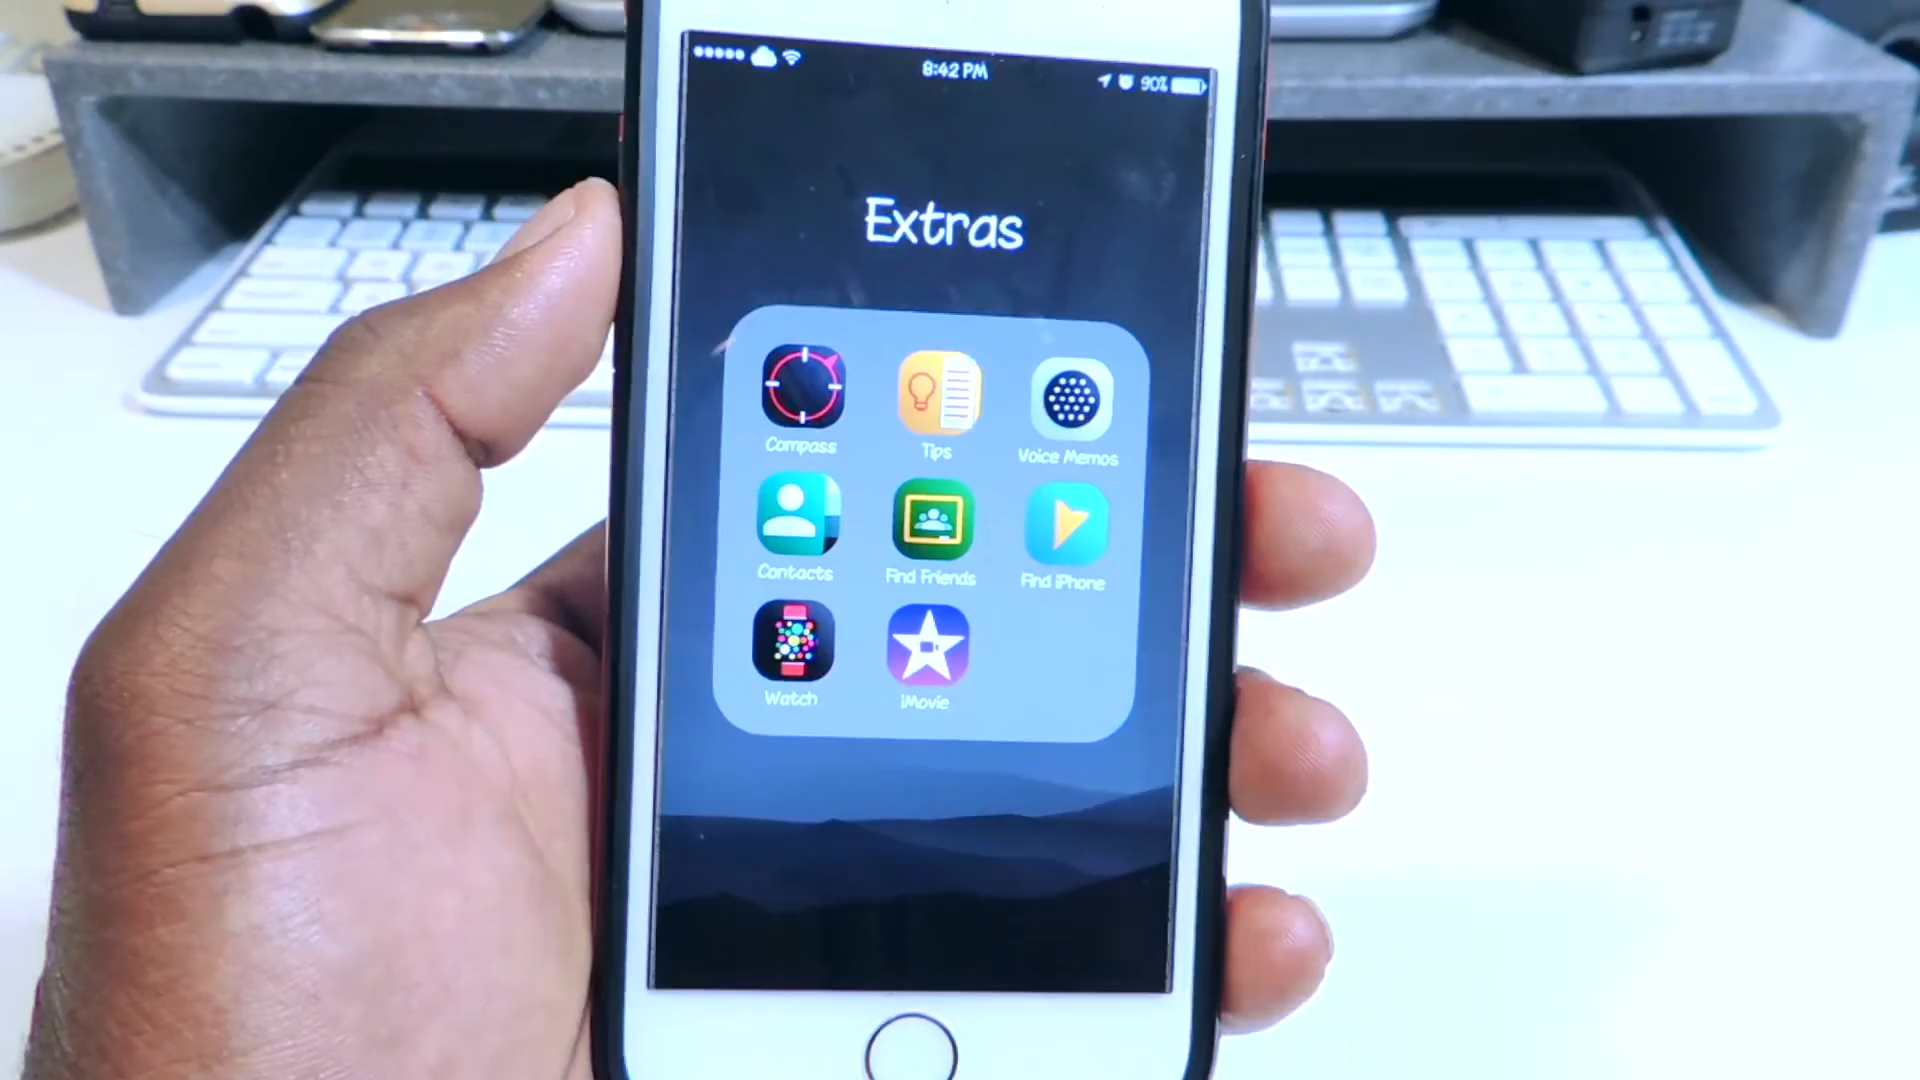 8:42 PM 90%
Extras
Compass Tips Voice Memos
Contacts Find Friends Find iPhone
Watch iMovie